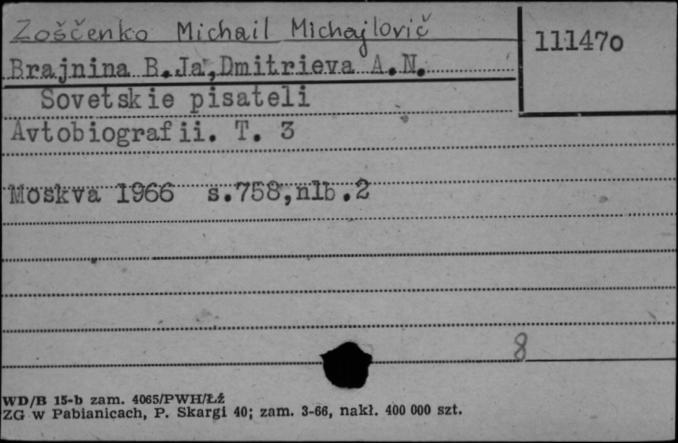 Zoščenko Michail Michajlovič
111470
Brajnina B.Ja,Dmitrieva A.N.
Sovetskie pisateli
Avtobiografii. T. 3
Moskva 1966 s.758,nlb.2
8
WD/B 15-b zam. 4065/PWH/Łź
ZG w Pabianicach, P. Skargi 40; zam. 3-66, nakł. 400 000 szt.